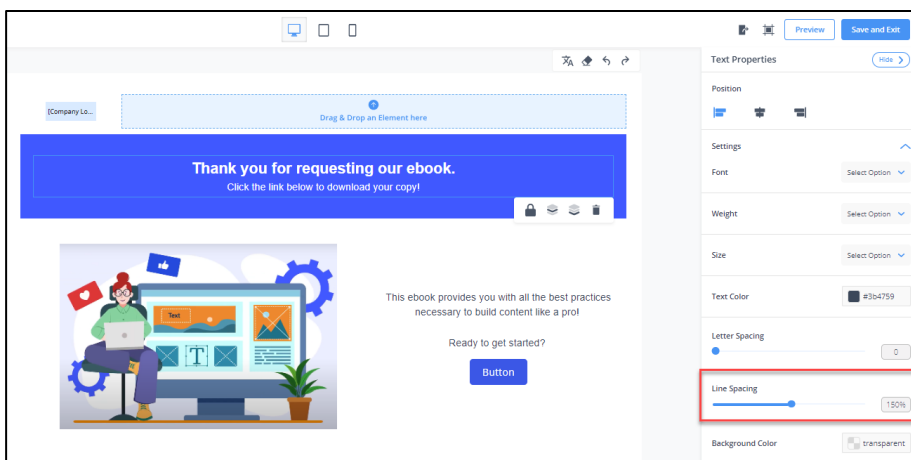 Preview
Save and Exit
Text Properties
Hide
Position
[Company Lo...
Drag & Drop an Element here
Settings
Font
Select Option
Thank you for requesting our ebook.
Click the link below to download your copy!
Weight
Select Option
Size
Select Option
This ebook provides you with all the best practices
necessary to build content like a pro!
Text Color
#3b4759
Text
T
Ready to get started?
Button
Letter Spacing
0
Line Spacing
150%
Background Color
transparent